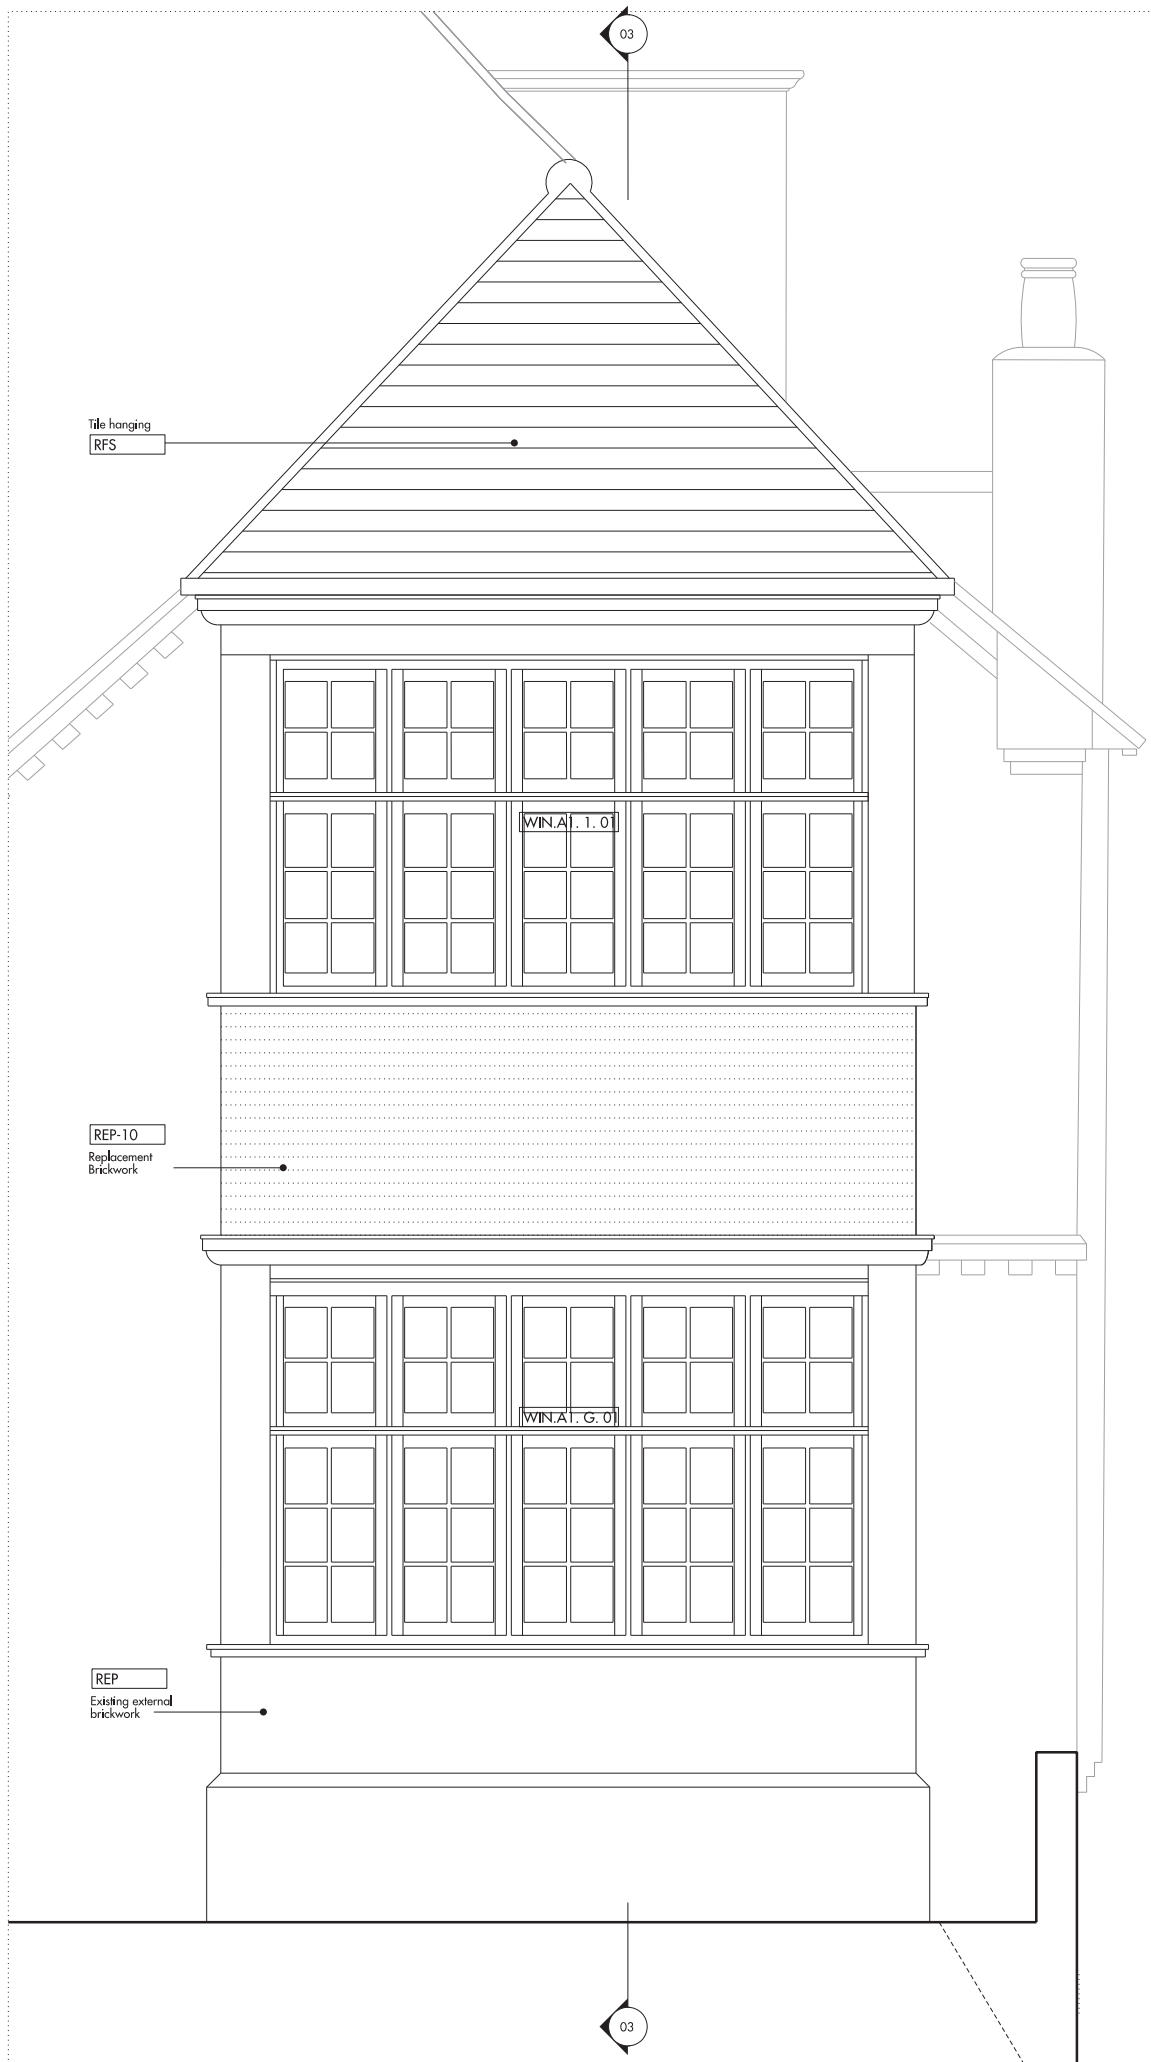 03
Tile hanging
RFS
WIN.A1. 1. 01
REP-10
Replacement
Brickwork
WIN.A1. G. 01
REP
Existing external
brickwork
03